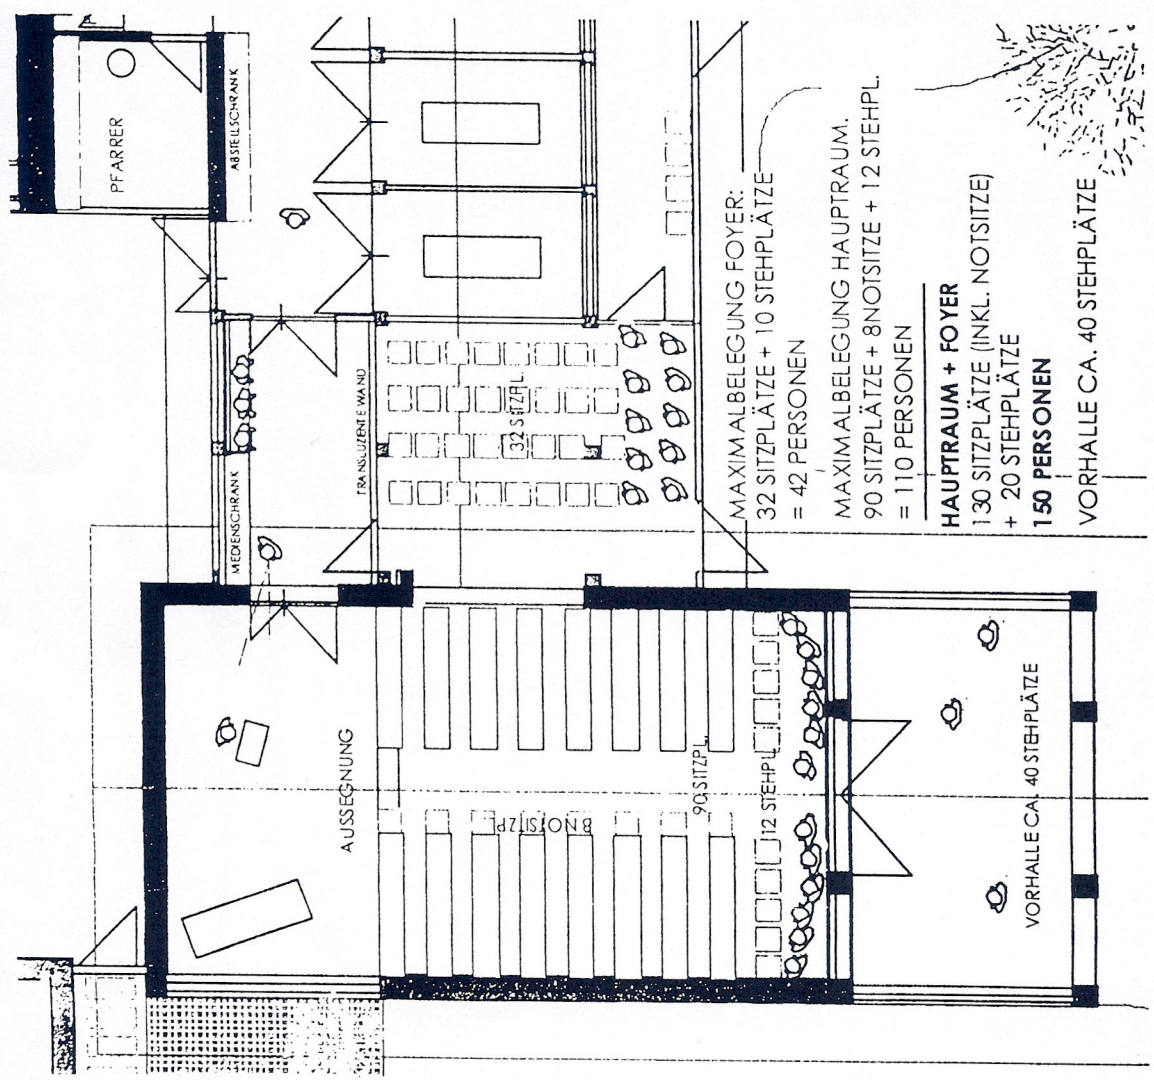 PFARRER
ABSTELLSCHRANK
MEDIENSCHRANK
TRANSLUZENTE WAND
32 SITZPL.
AUSSEGNUNG
8 NOTSITZP
90 SITZPL.
12 STEHPL
VORHALLE CA. 40 STEHPLÄTZE
MAXIMALBELEGUNG FOYER:
32 SITZPLÄTZE + 10 STEHPLÄTZE
= 42 PERSONEN
MAXIMALBELEGUNG HAUPTRAUM.
90 SITZPLÄTZE + 8NOTSITZE + 12 STEHPL.
= 110 PERSONEN
HAUPTRAUM + FOYER
130 SITZPLÄTZE (INKL. NOTSITZE)
+ 20 STEHPLÄTZE
150 PERSONEN
VORHALLE CA. 40 STEHPLÄTZE